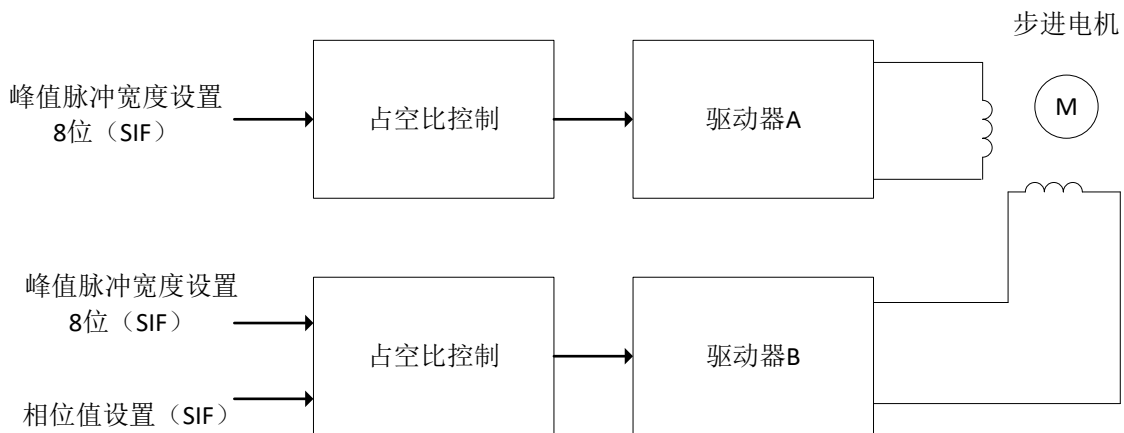 步进电机
峰值脉冲宽度设置
8位（SIF）
占空比控制
驱动器A
M
峰值脉冲宽度设置
8位（SIF）
占空比控制
驱动器B
相位值设置（SIF）